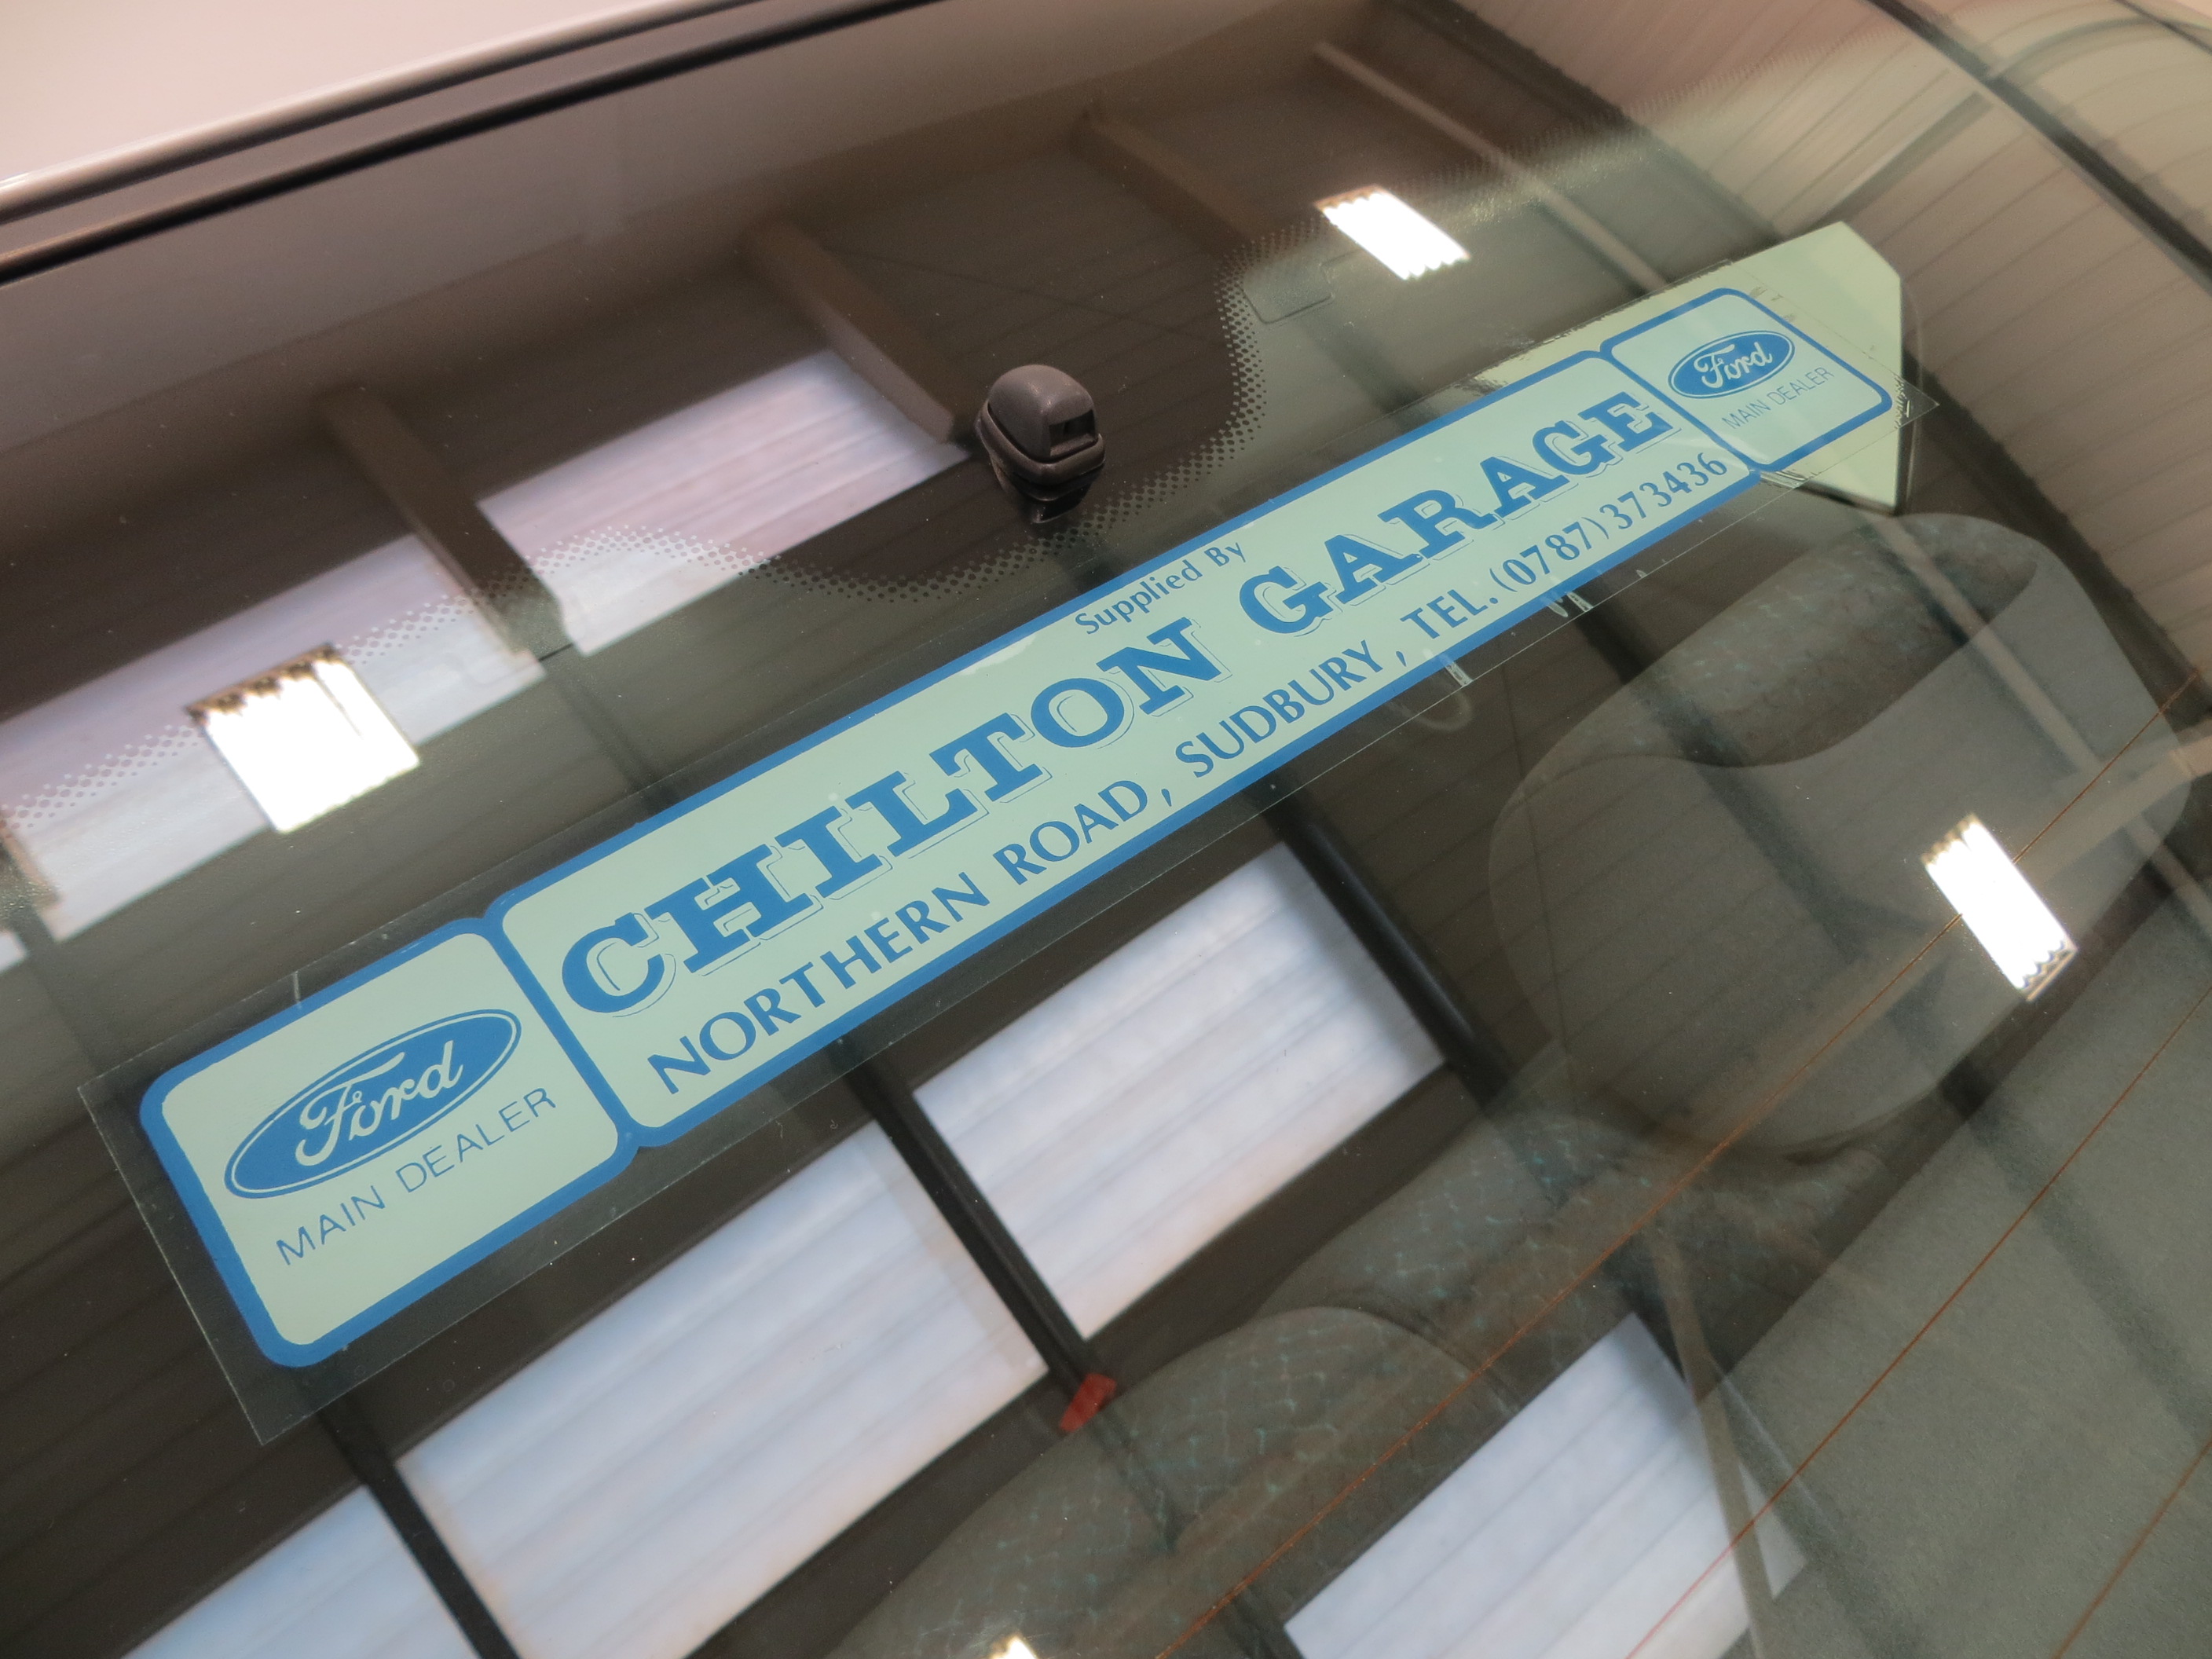 Ford
MAIN DEALER
Supplied By
CHILTON GARAGE
NORTHERN ROAD, SUDBURY, TEL. (0787) 373436
Ford
MAIN DEALER